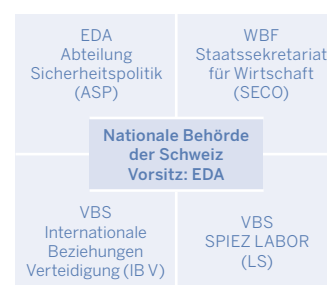 EDA
Abteilung
Sicherheitspolitik
(ASP)
WBF
Staatssekretariat
für Wirtschaft
(SECO)
Nationale Behörde
der Schweiz
Vorsitz: EDA
VBS
Internationale
Beziehungen
Verteidigung (IB V)
VBS
SPIEZ LABOR
(LS)